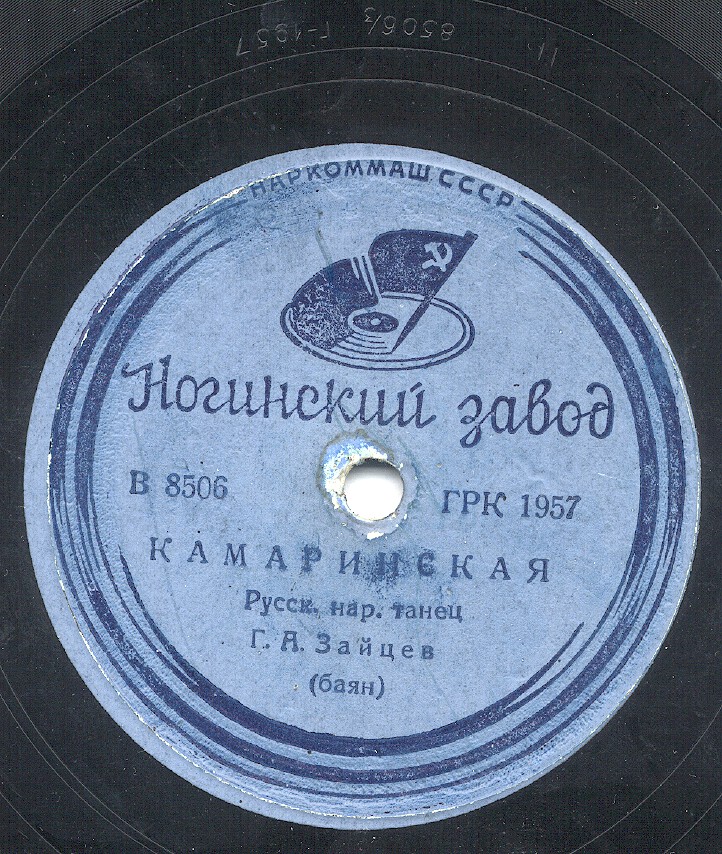 8506/3 Г-1957
НАРКОММАШ СССР
Ногинский завод
В 8506 ГРК 1957
КАМАРИНСКАЯ
Русск. нар. танец
Г. Я. Зайцев
(баян)